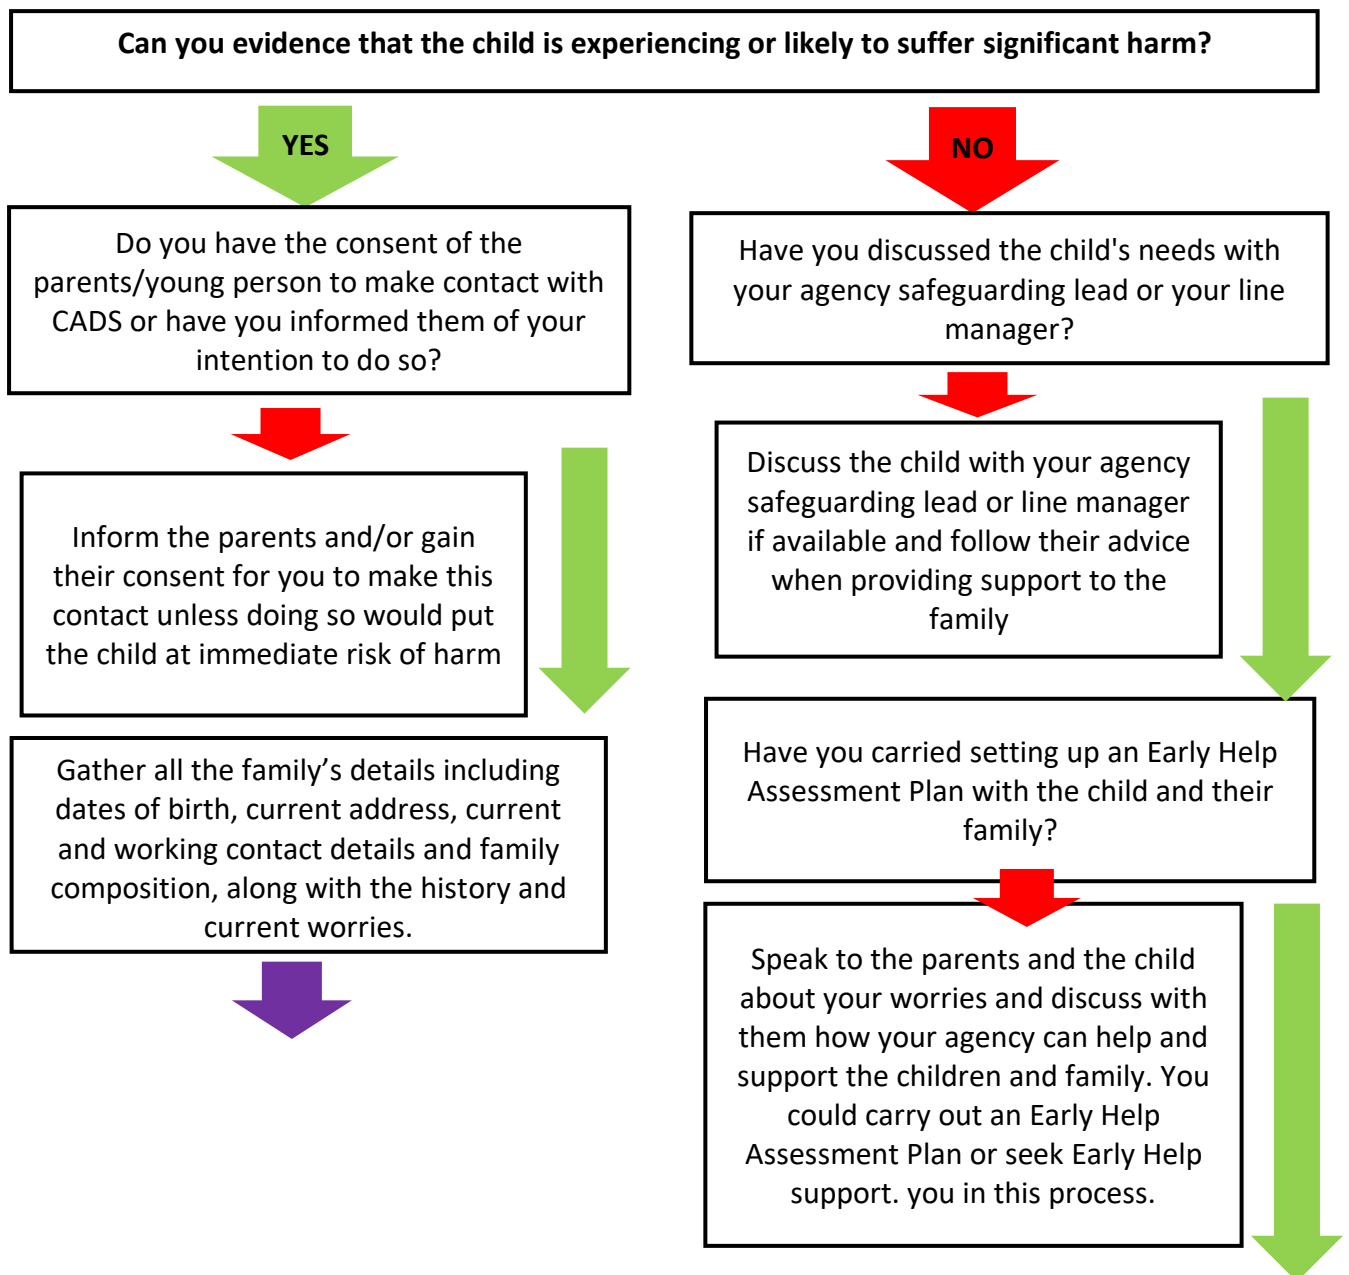 Can you evidence that the child is experiencing or likely to suffer significant harm?
YES
NO
Do you have the consent of the
parents/young person to make contact with
CADS or have you informed them of your
intention to do so?
Inform the parents and/or gain
their consent for you to make this
contact unless doing so would put
the child at immediate risk of harm
Gather all the family’s details including
dates of birth, current address, current
and working contact details and family
composition, along with the history and
current worries.
Have you discussed the child's needs with
your agency safeguarding lead or your line
manager?
Discuss the child with your agency
safeguarding lead or line manager
if available and follow their advice
when providing support to the
family
Have you carried setting up an Early Help
Assessment Plan with the child and their
family?
Speak to the parents and the child
about your worries and discuss with
them how your agency can help and
support the children and family. You
could carry out an Early Help
Assessment Plan or seek Early Help
support. you in this process.